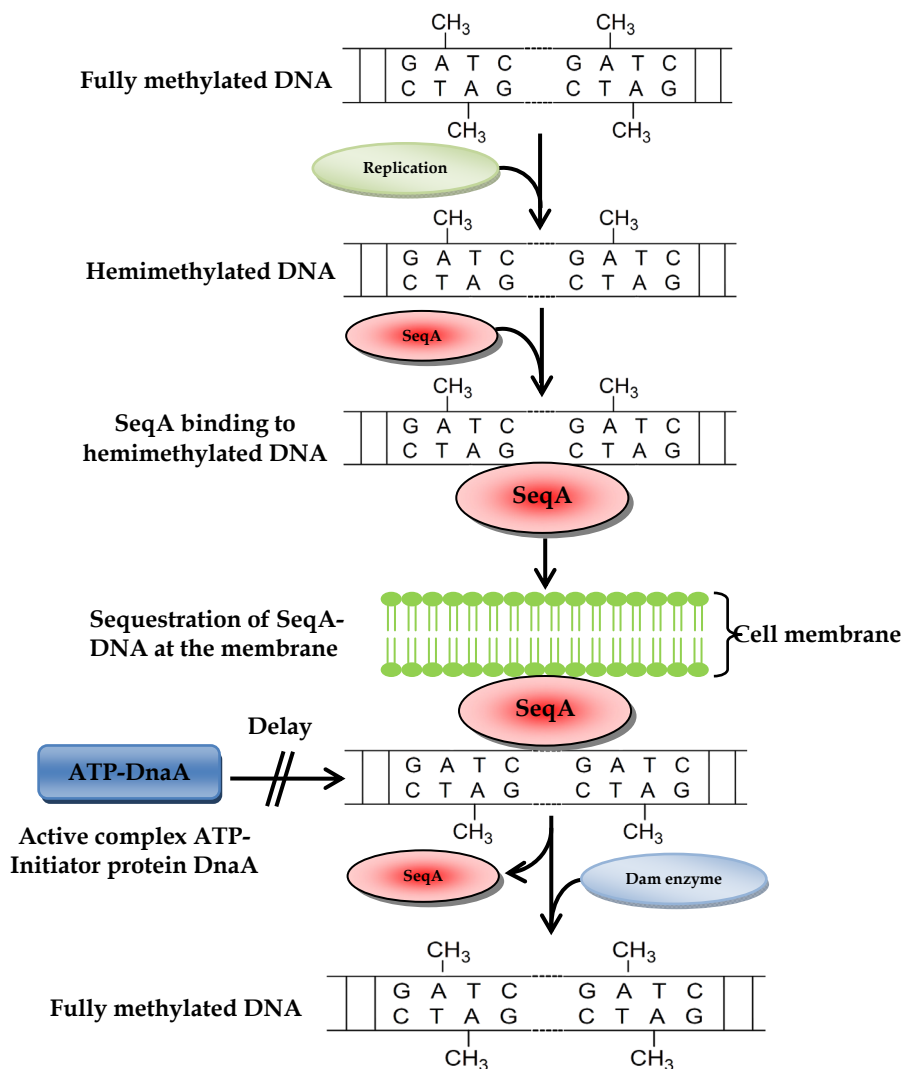 CH3 CH3
G A T C G A T C
Fully methylated DNA
C T A G C T A G
CH3 CH3
Replication
CH3 CH3
G A T C G A T C
Hemimethylated DNA
C T A G C T A G
SeqA
CH3 CH3
SeqA binding to
hemimethylated DNA
G A T C G A T C
C T A G C T A G
SeqA
Sequestration of SeqA-
DNA at the membrane
Cell membrane
SeqA
Delay
ATP-DnaA
G A T C G A T C
C T A G C T A G
CH3 CH3
Active complex ATP-
Initiator protein DnaA
SeqA
Dam enzyme
CH3 CH3
G A T C G A T C
Fully methylated DNA
C T A G C T A G
CH3 CH3